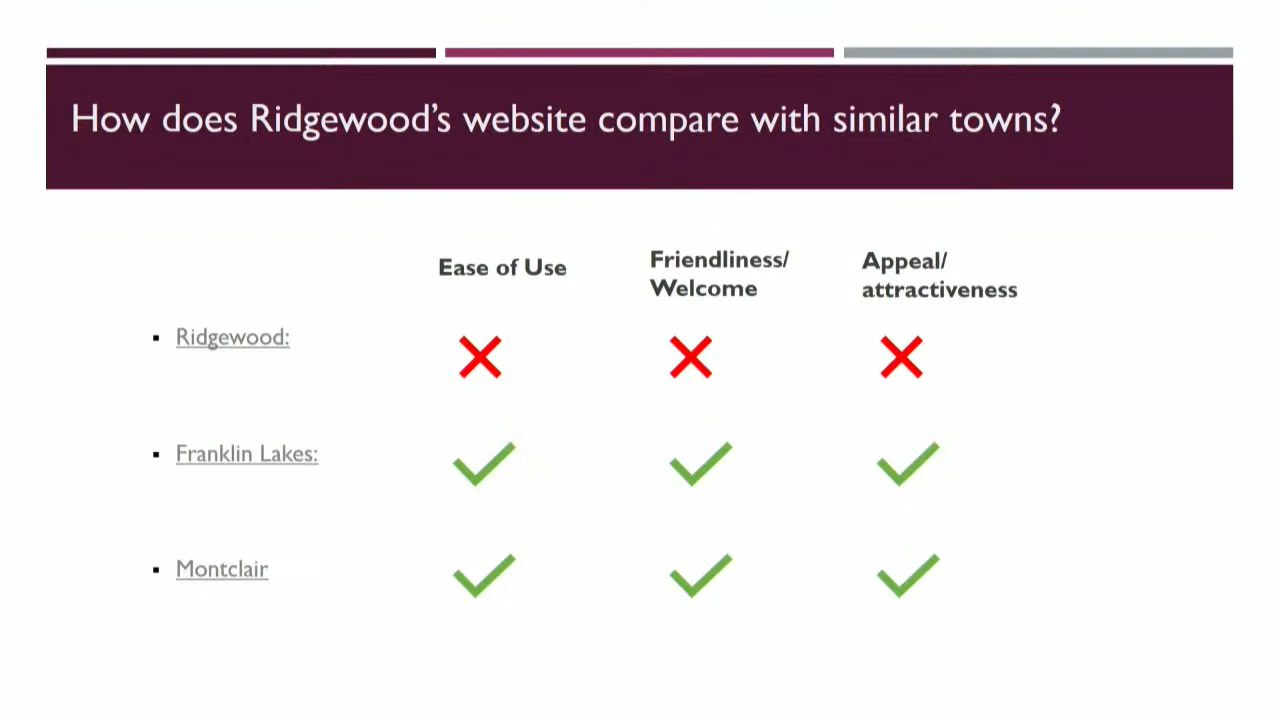 How does Ridgewood's website compare with similar towns?
Ease of Use
Friendliness/
Welcome
Appeal/
attractiveness
Ridgewood:
Franklin Lakes:
Montclair